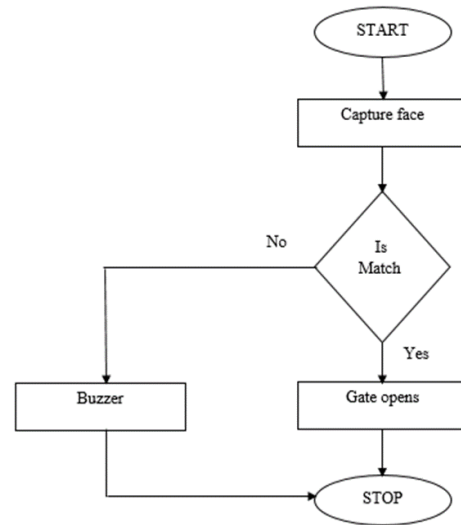 START
Capture face
Is
Match
No
Yes
Buzzer
Gate opens
STOP